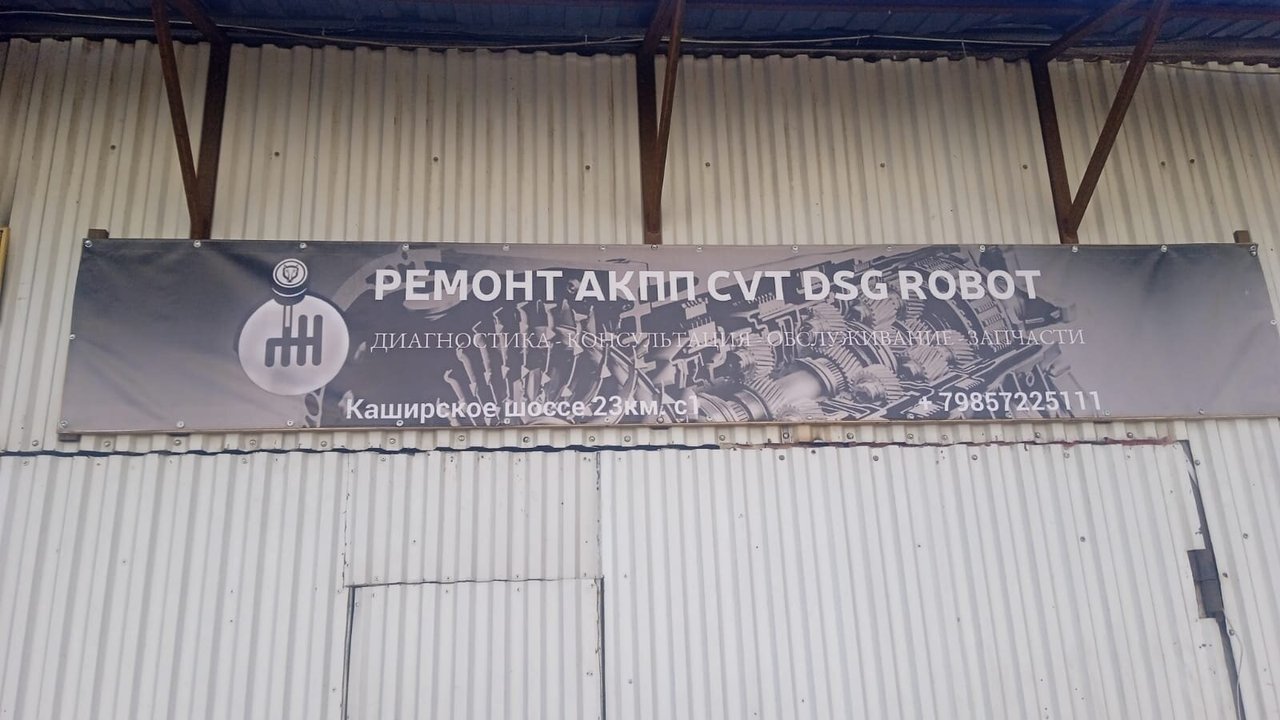 РЕМОНТ АКПП CVT DSG ROBOT
ДИАГНОСТИКА - КОНСУЛЬТАЦИЯ - ОБСЛУЖИВАНИЕ - ЗАПЧАСТИ
Каширское шоссе 23км, с1
+79857225111